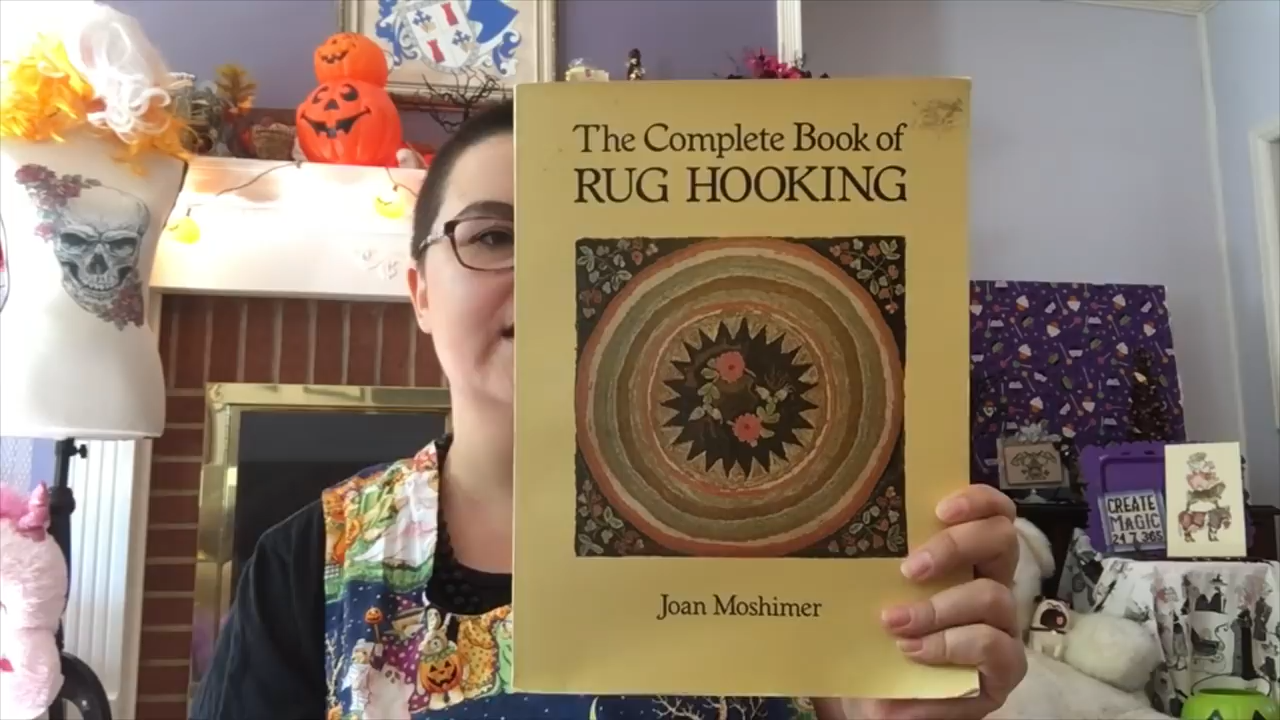 The Complete Book of
RUG HOOKING
Joan Moshimer
CREATE
MAGIC
24 7 365